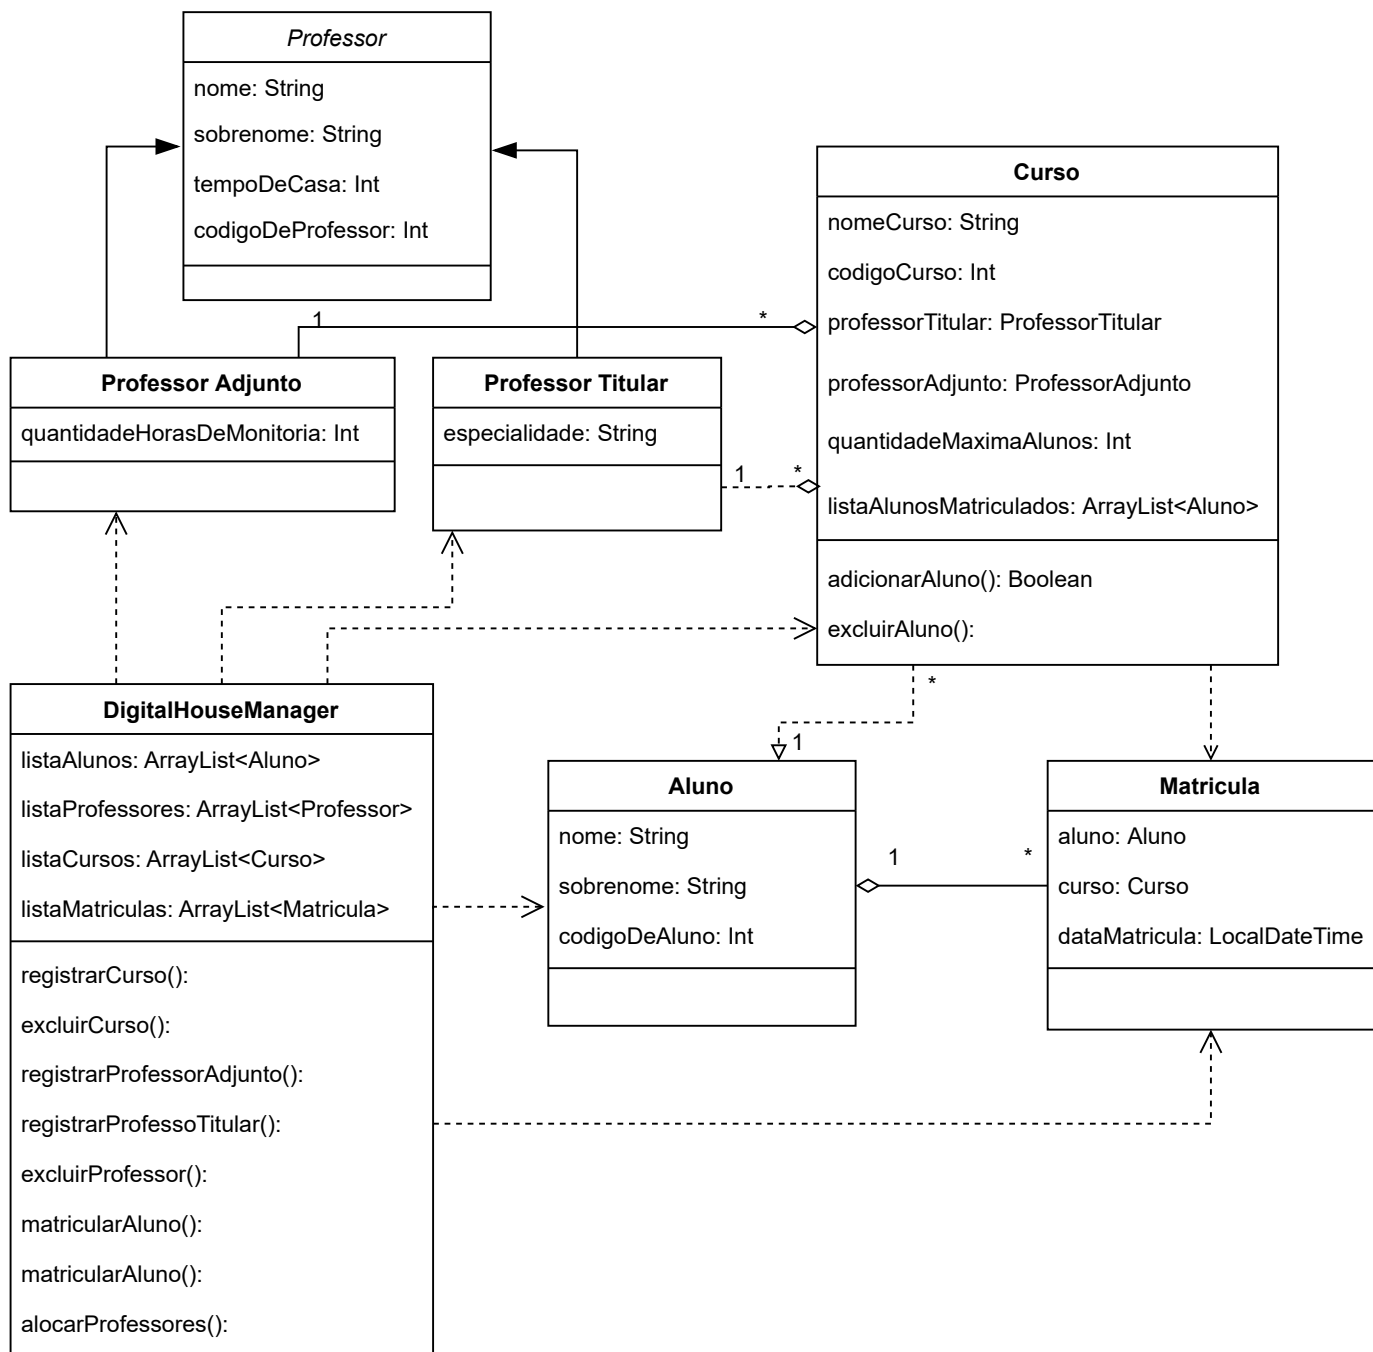 Professor
nome: String
sobrenome: String
tempoDeCasa: Int
codigoDeProfessor: Int
Curso
nomeCurso: String
codigoCurso: Int
professorTitular: ProfessorTitular
professorAdjunto: ProfessorAdjunto
quantidadeMaximaAlunos: Int
listaAlunosMatriculados: ArrayList<Aluno>
adicionarAluno(): Boolean
excluirAluno():
1
*
Professor Adjunto
quantidadeHorasDeMonitoria: Int
Professor Titular
especialidade: String
1
*
DigitalHouseManager
listaAlunos: ArrayList<Aluno>
listaProfessores: ArrayList<Professor>
listaCursos: ArrayList<Curso>
listaMatriculas: ArrayList<Matricula>
registrarCurso():
excluirCurso():
registrarProfessorAdjunto():
registrarProfessoTitular():
excluirProfessor():
matricularAluno():
matricularAluno():
alocarProfessores():
*
1
Aluno
nome: String
sobrenome: String
codigoDeAluno: Int
1
*
Matricula
aluno: Aluno
curso: Curso
dataMatricula: LocalDateTime